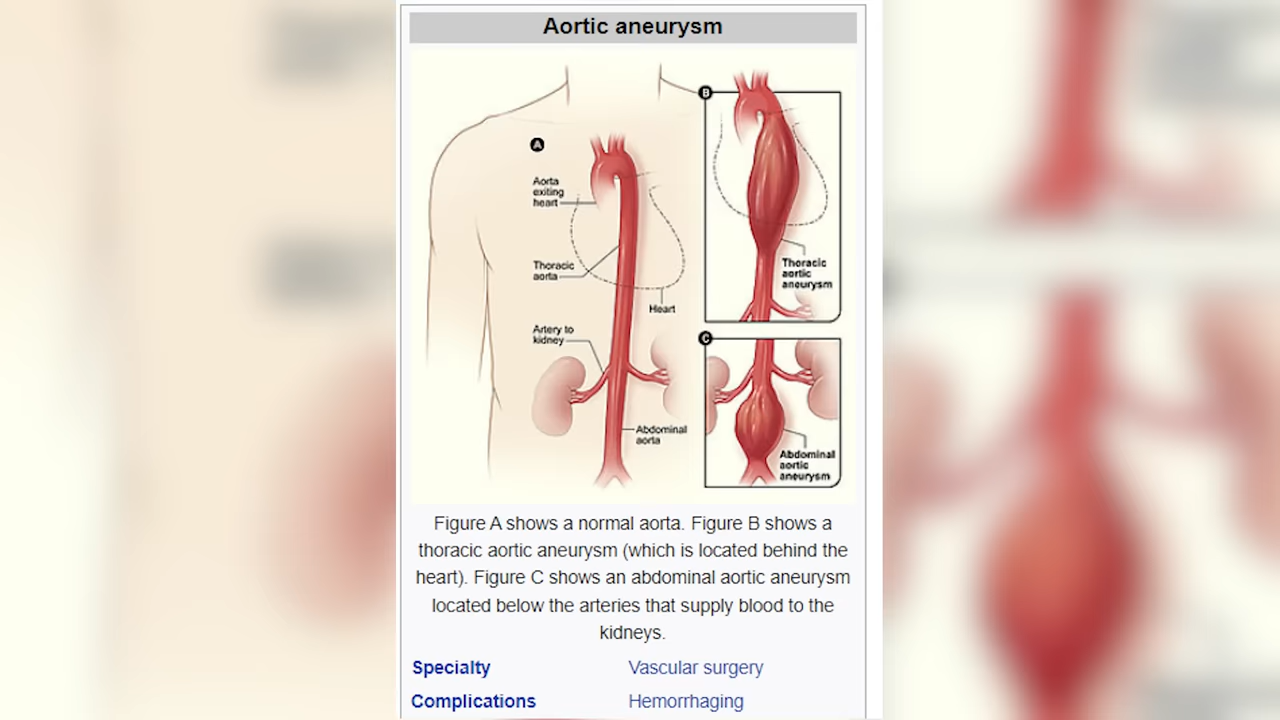 Aortic aneurysm
A
Aorta
exiting
heart
Thoracic
aorta
Heart
Artery to
kidney
Abdominal
aorta
B
Thoracic
aortic
aneurysm
C
Abdominal
aortic
aneurysm
Figure A shows a normal aorta. Figure B shows a
thoracic aortic aneurysm (which is located behind the
heart). Figure C shows an abdominal aortic aneurysm
located below the arteries that supply blood to the
kidneys.
Specialty Vascular surgery
Complications Hemorrhaging